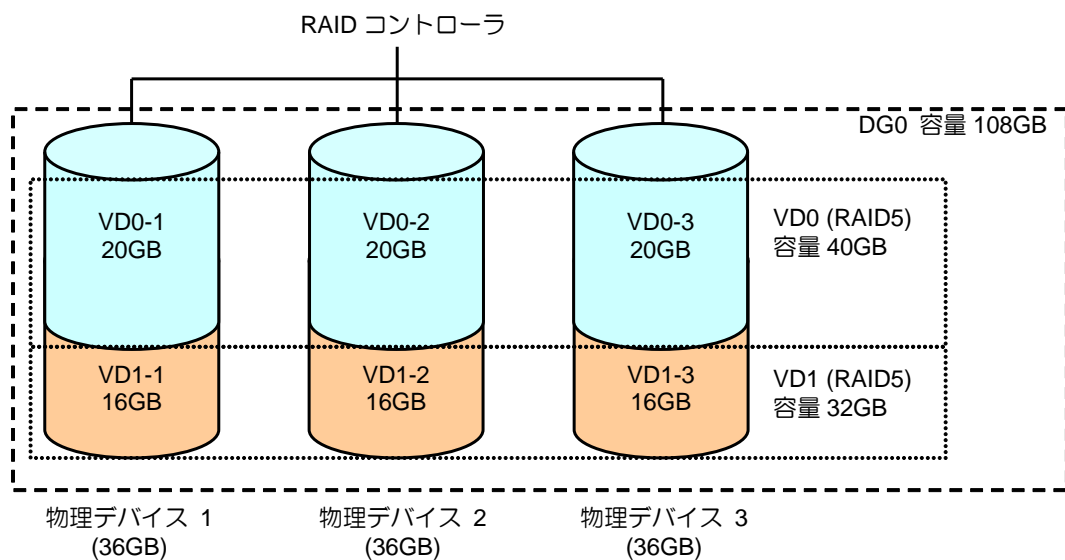 RAID コントローラ
DG0 容量 108GB
VD0-1
20GB
VD0-2
20GB
VD0-3
20GB
VD0 (RAID5)
容量 40GB
VD1-1
16GB
VD1-2
16GB
VD1-3
16GB
VD1 (RAID5)
容量 32GB
物理デバイス 1
(36GB)
物理デバイス 2
(36GB)
物理デバイス 3
(36GB)